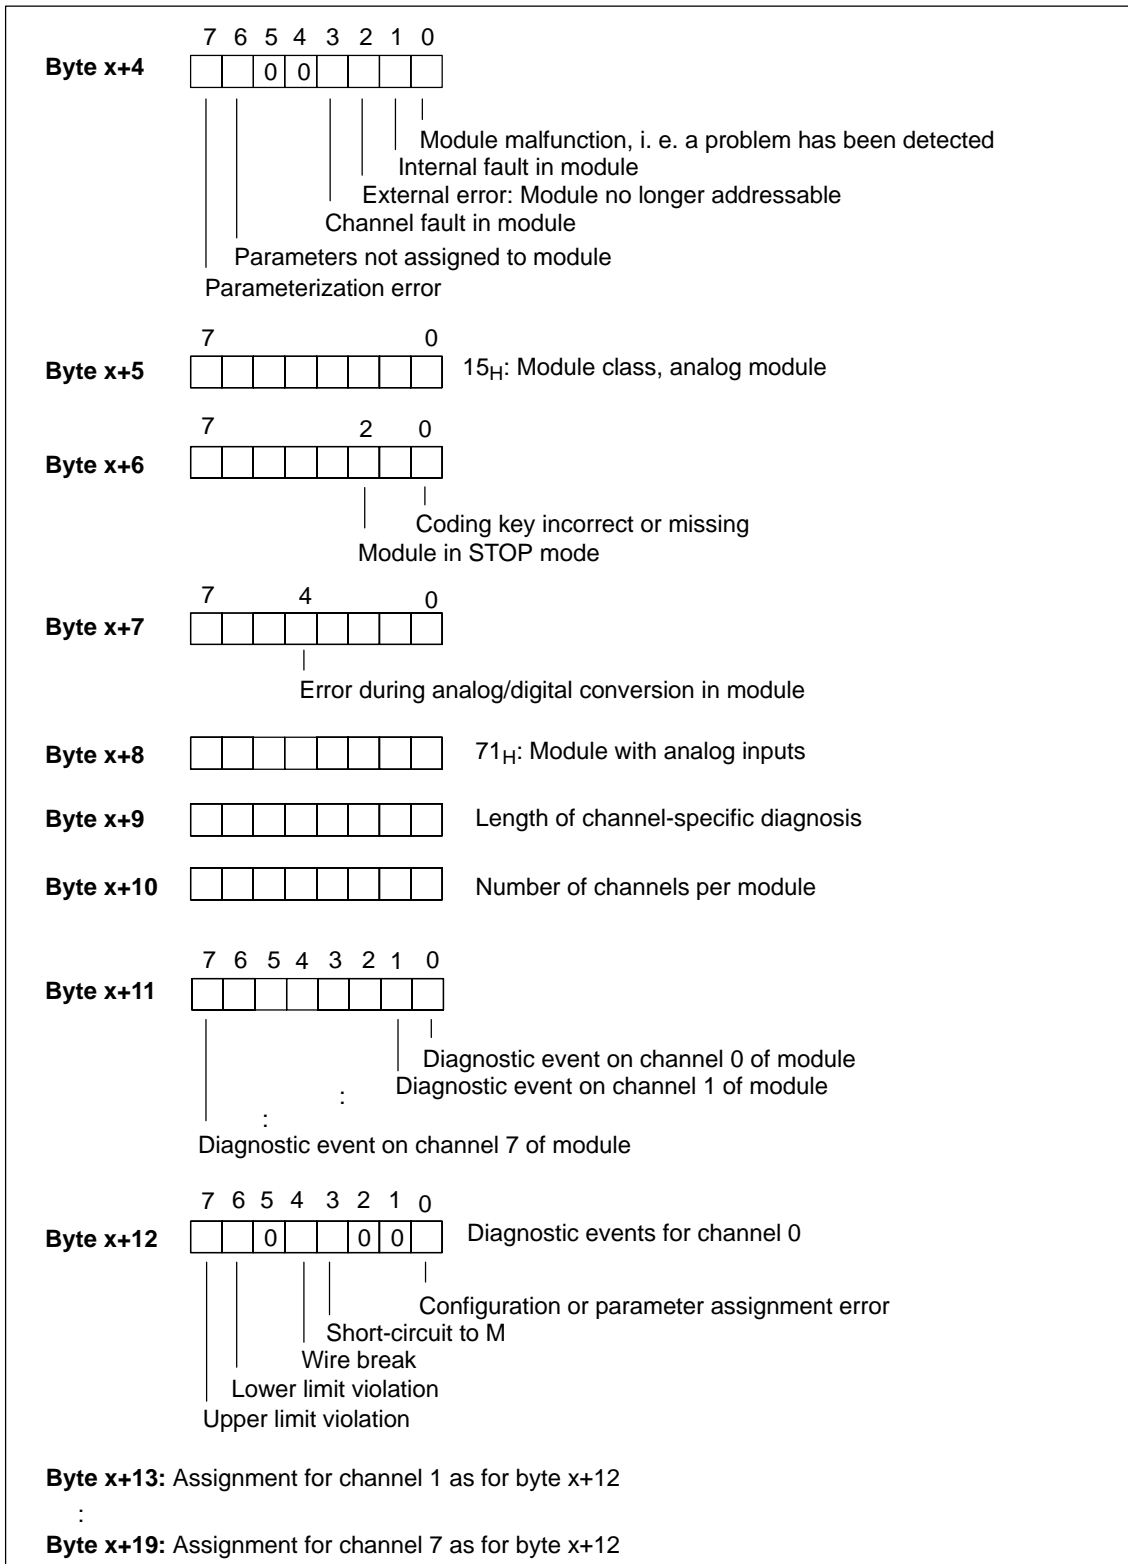 7 6 5 4 3 2 1 0
Byte x+4 0 0
Module malfunction, i. e. a problem has been detected
Internal fault in module
External error: Module no longer addressable
Channel fault in module
Parameters not assigned to module
Parameterization error
7 0
Byte x+5 15H: Module class, analog module
7 2 0
Byte x+6
Coding key incorrect or missing
Module in STOP mode
7 4 0
Byte x+7
Error during analog/digital conversion in module
Byte x+8 71H: Module with analog inputs
Byte x+9 Length of channel-specific diagnosis
Byte x+10 Number of channels per module
7 6 5 4 3 2 1 0
Byte x+11
Diagnostic event on channel 0 of module
Diagnostic event on channel 1 of module
:
:
Diagnostic event on channel 7 of module
7 6 5 4 3 2 1 0
Byte x+12 0 0 0 Diagnostic events for channel 0
Configuration or parameter assignment error
Short-circuit to M
Wire break
Lower limit violation
Upper limit violation
Byte x+13: Assignment for channel 1 as for byte x+12
:
Byte x+19: Assignment for channel 7 as for byte x+12